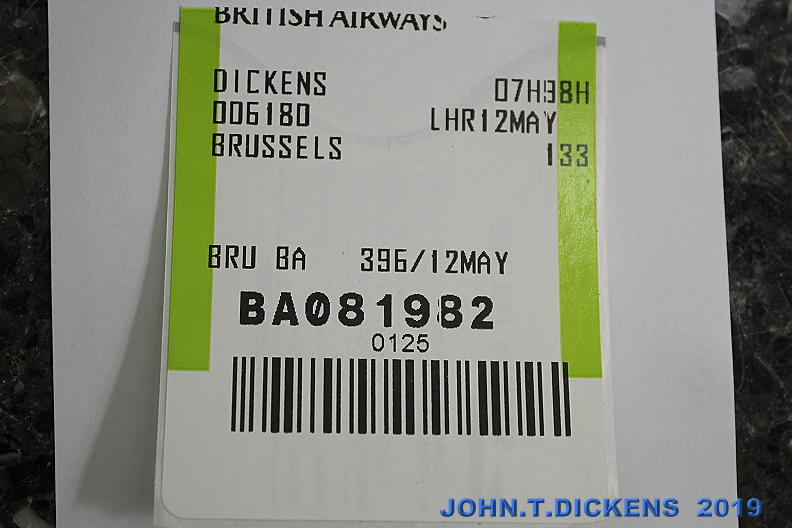 BRITISH AIRWAYS
DICKENS 07H38H
006180 LHR12MAY
BRUSSELS 133
BRU BA 396/12MAY
BA081982
0125
JOHN.T.DICKENS 2019